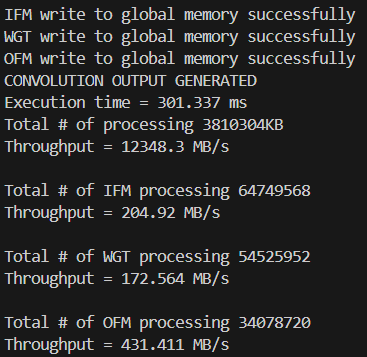 IFM write to global memory successfully
WGT write to global memory successfully
OFM write to global memory successfully
CONVOLUTION OUTPUT GENERATED
Execution time = 301.337 ms
Total # of processing 3810304KB
Throughput = 12348.3 MB/s
Total # of IFM processing 64749568
Throughput = 204.92 MB/s
Total # of WGT processing 54525952
Throughput = 172.564 MB/s
Total # of OFM processing 34078720
Throughput = 431.411 MB/s